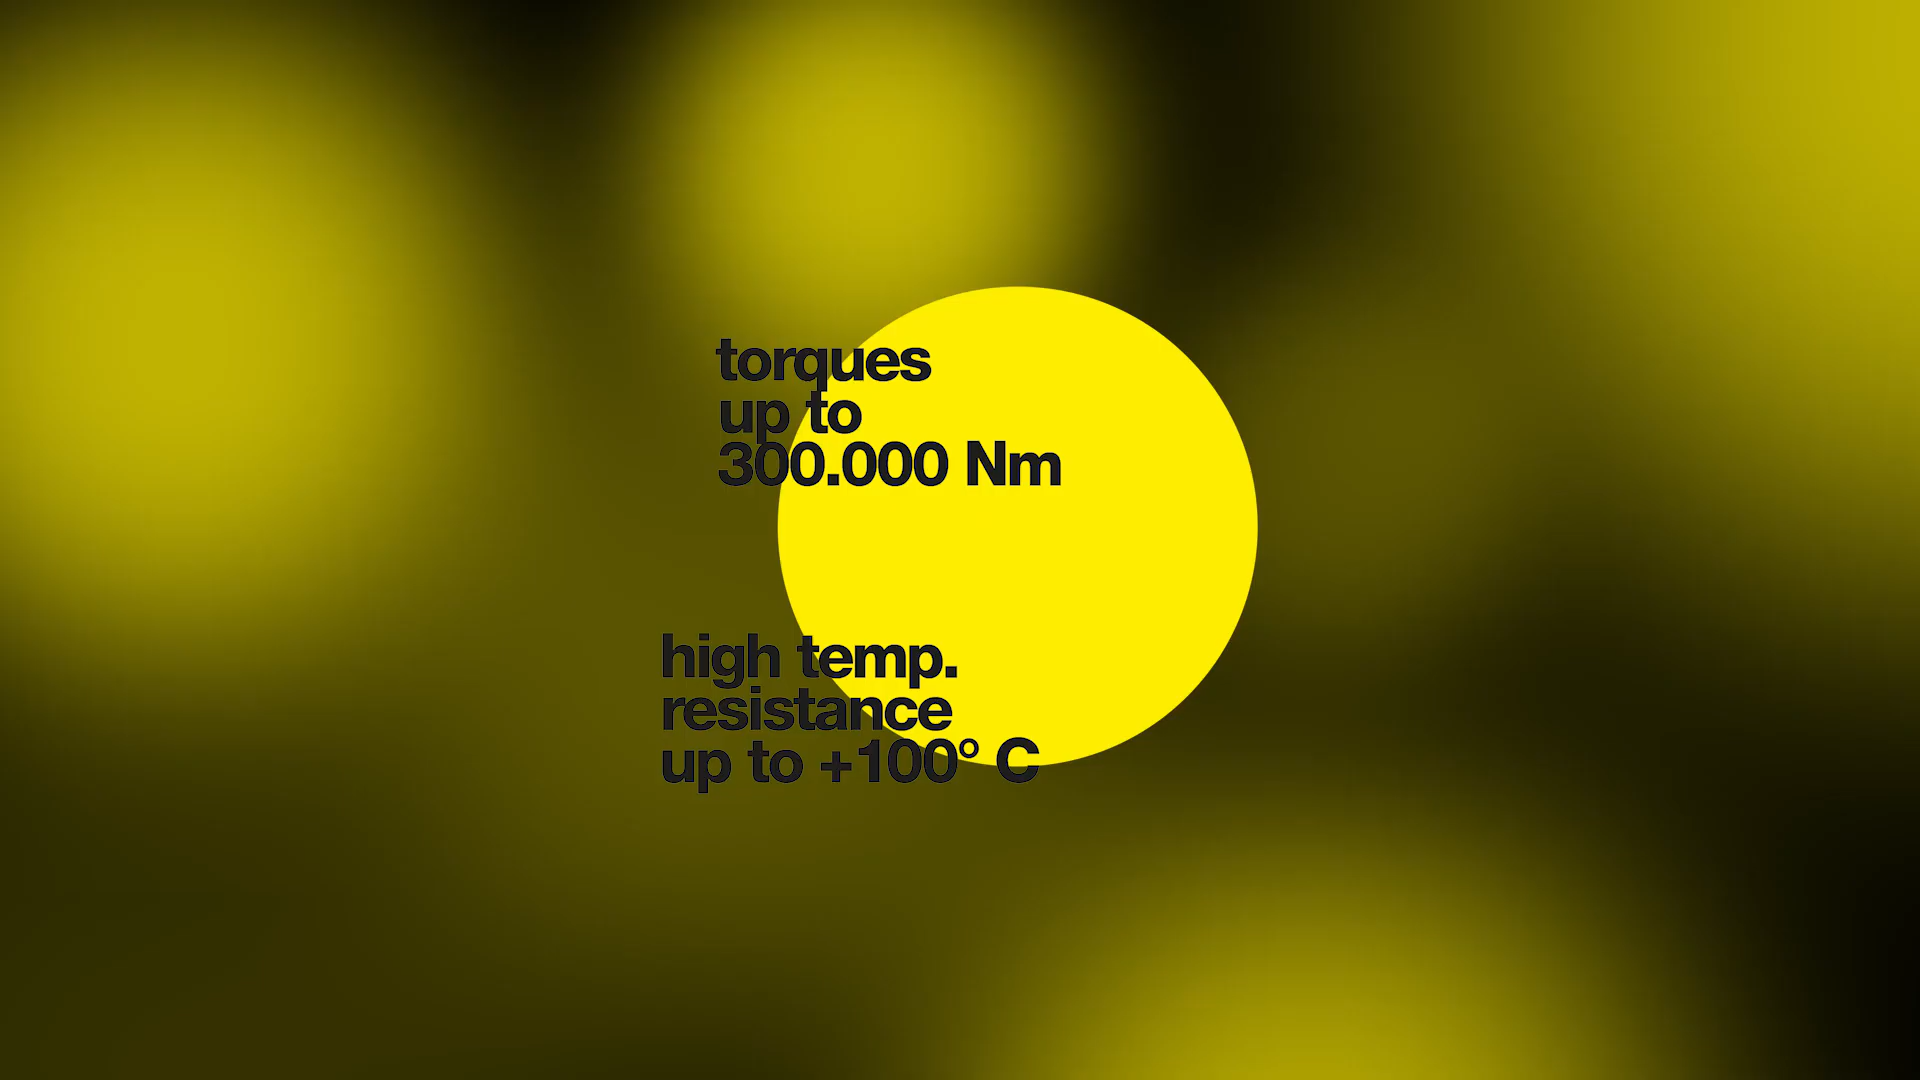 torques
up to
300.000 Nm
high temp.
resistance
up to +100° C